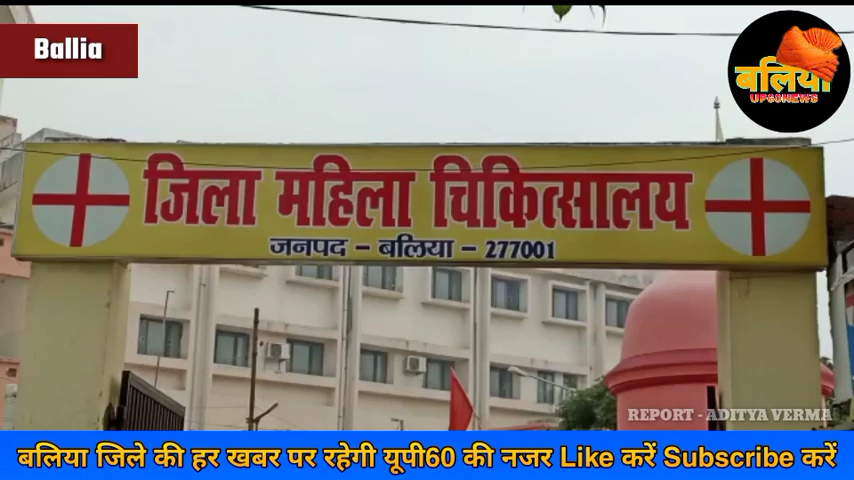 Ballia
बलिया
UP60NEWS
जिला महिला चिकित्सालय
जनपद - बलिया - 277001
REPORT - ADITYA VERMA
बलिया जिले की हर खबर पर रहेगी यूपी60 की नजर Like करें Subscribe करें